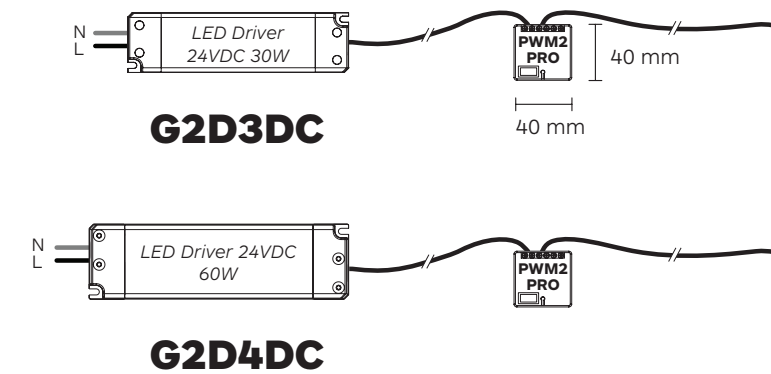 N
L
LED Driver
24VDC 30W
PWM2
PRO
40 mm
40 mm
G2D3DC
N
L
LED Driver 24VDC
60W
PWM2
PRO
G2D4DC